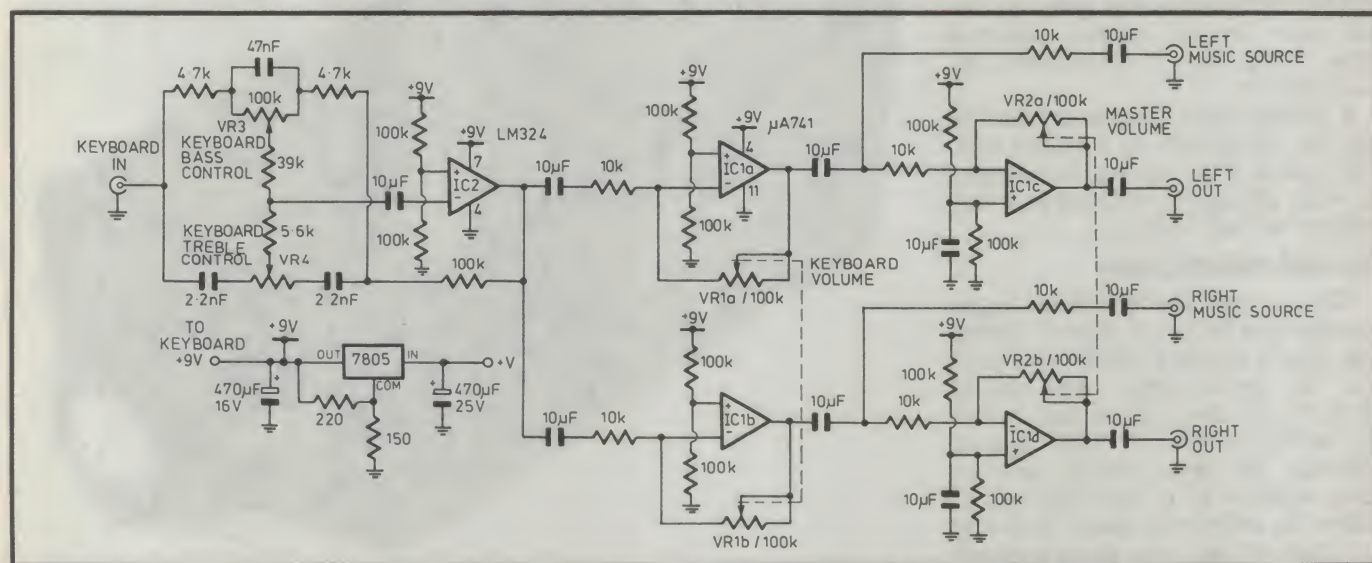 47nF
4·7k
4·7k
100k
VR3
KEYBOARD
BASS
CONTROL
KEYBOARD
IN
39k
KEYBOARD
TREBLE
CONTROL
5·6k
VR4
2·2nF
2·2nF
+9V
100k
+9V
LM324
7
10µF
+
−
IC2
4
100k
100k
10µF
10k
+9V
100k
+9V
µA741
4
+
−
IC1a
11
100k
10µF
VR1a/100k
KEYBOARD
VOLUME
10k
10µF
LEFT
MUSIC SOURCE
+9V
100k
10k
VR2a/100k
MASTER
VOLUME
−
+
IC1c
10µF
LEFT
OUT
10µF
100k
TO
KEYBOARD
+9V
+9V
OUT
7805
IN
COM
+V
+
470µF
16V
+
470µF
25V
220
150
10µF
10k
+9V
100k
+
−
IC1b
100k
10µF
VR1b/100k
10k
10µF
RIGHT
MUSIC SOURCE
+9V
100k
10k
VR2b/100k
−
+
IC1d
10µF
RIGHT
OUT
10µF
100k